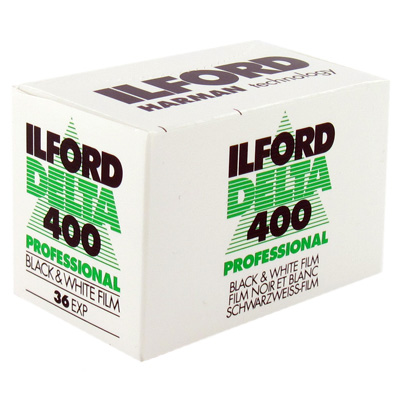 ILFORD
HARMAN technology
ILFORD
DELTA
400
PROFESSIONAL
BLACK & WHITE FILM
36 EXP
ILFORD
DELTA
400
PROFESSIONAL
BLACK & WHITE FILM
FILM NOIR ET BLANC
SCHWARZWEISS-FILM